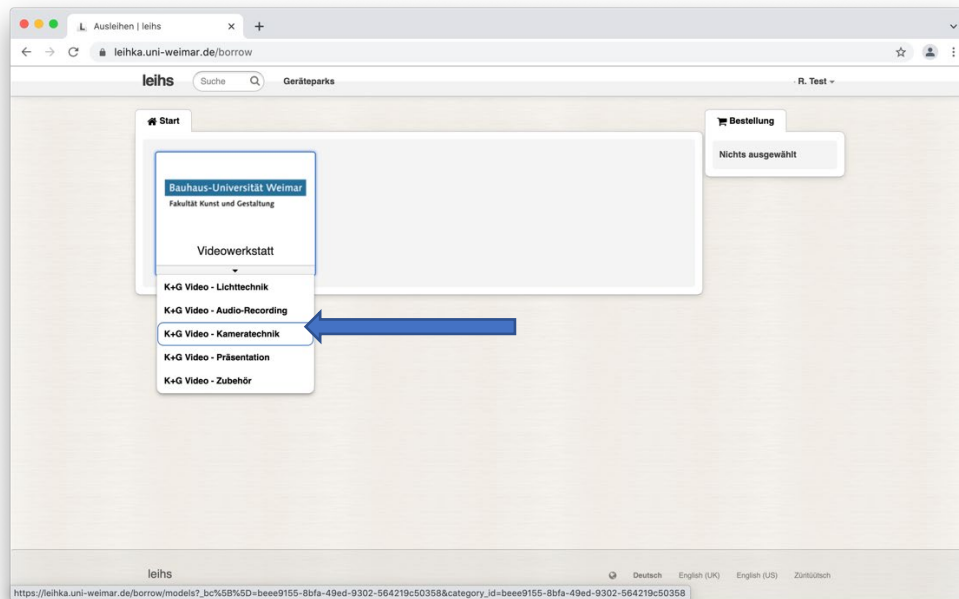 Ausleihen | leihs
leihka.uni-weimar.de/borrow
leihs Suche Geräteparks R. Test
Start
Bestellung
Nichts ausgewählt
Bauhaus-Universität Weimar
Fakultät Kunst und Gestaltung
Videowerkstatt
K+G Video - Lichttechnik
K+G Video - Audio-Recording
K+G Video - Kameratechnik
K+G Video - Präsentation
K+G Video - Zubehör
leihs Deutsch English (UK) English (US) Züritüütsch
https://leihka.uni-weimar.de/borrow/models?_bc%5B%5D=beee9155-8bfa-49ed-9302-564219c50358&category_id=beee9155-8bfa-49ed-9302-564219c50358